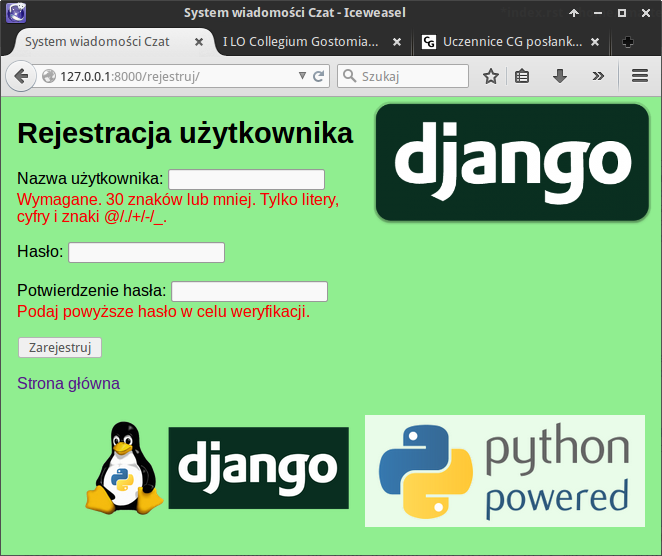 System wiadomości Czat - Iceweasel
System wiadomości Czat
I LO Collegium Gostomia...
CG
Uczennice CG posłank...
127.0.0.1:8000/rejestruj/
Szukaj
Rejestracja użytkownika
django
Nazwa użytkownika:
Wymagane. 30 znaków lub mniej. Tylko litery,
cyfry i znaki @/./+/-/_.
Hasło:
Potwierdzenie hasła:
Podaj powyższe hasło w celu weryfikacji.
Zarejestruj
Strona główna
django
python
powered